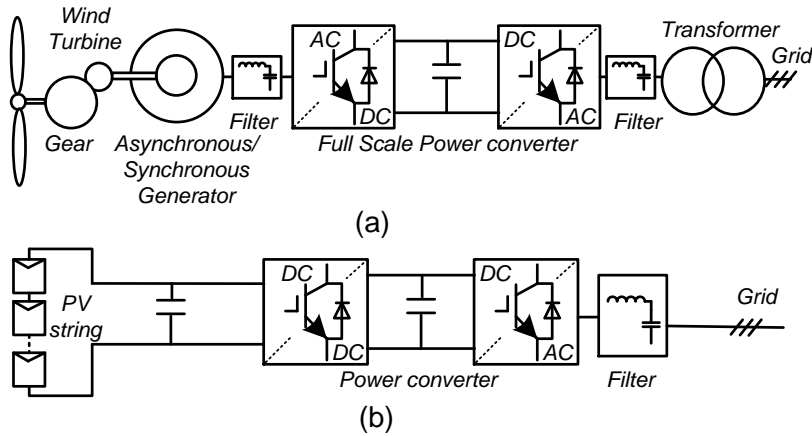 Wind
Turbine
Gear
Asynchronous/
Synchronous
Generator
Filter
AC
DC
Full Scale Power converter
DC
AC
Filter
Transformer
Grid
(a)
PV
string
DC
DC
Power converter
DC
AC
Filter
Grid
(b)